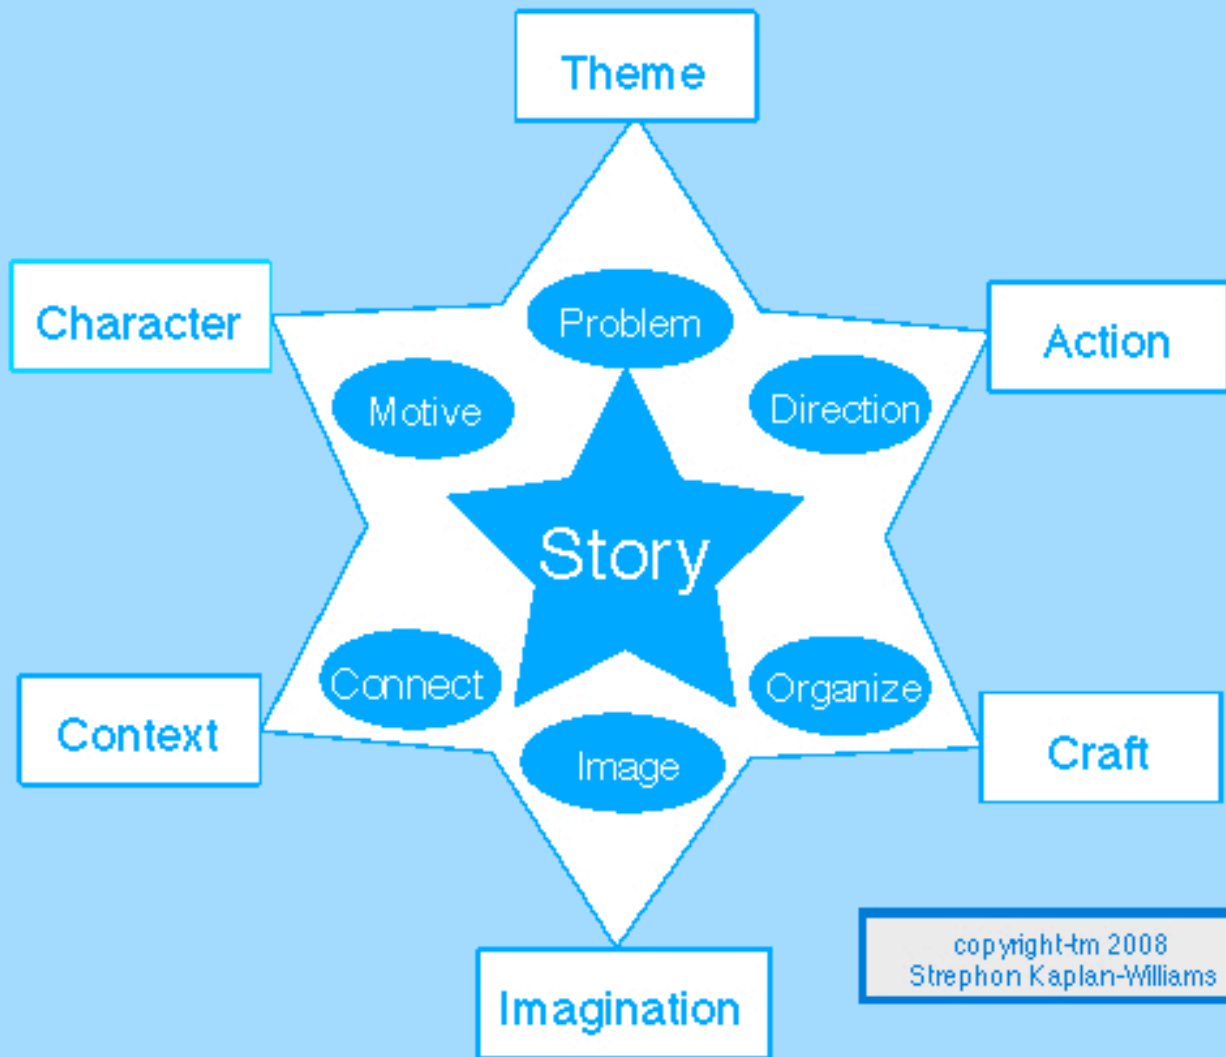 Theme
Character
Problem
Action
Motive
Direction
Story
Connect
Organize
Context
Image
Craft
copyright-tm 2008
Strephon Kaplan-Williams
Imagination